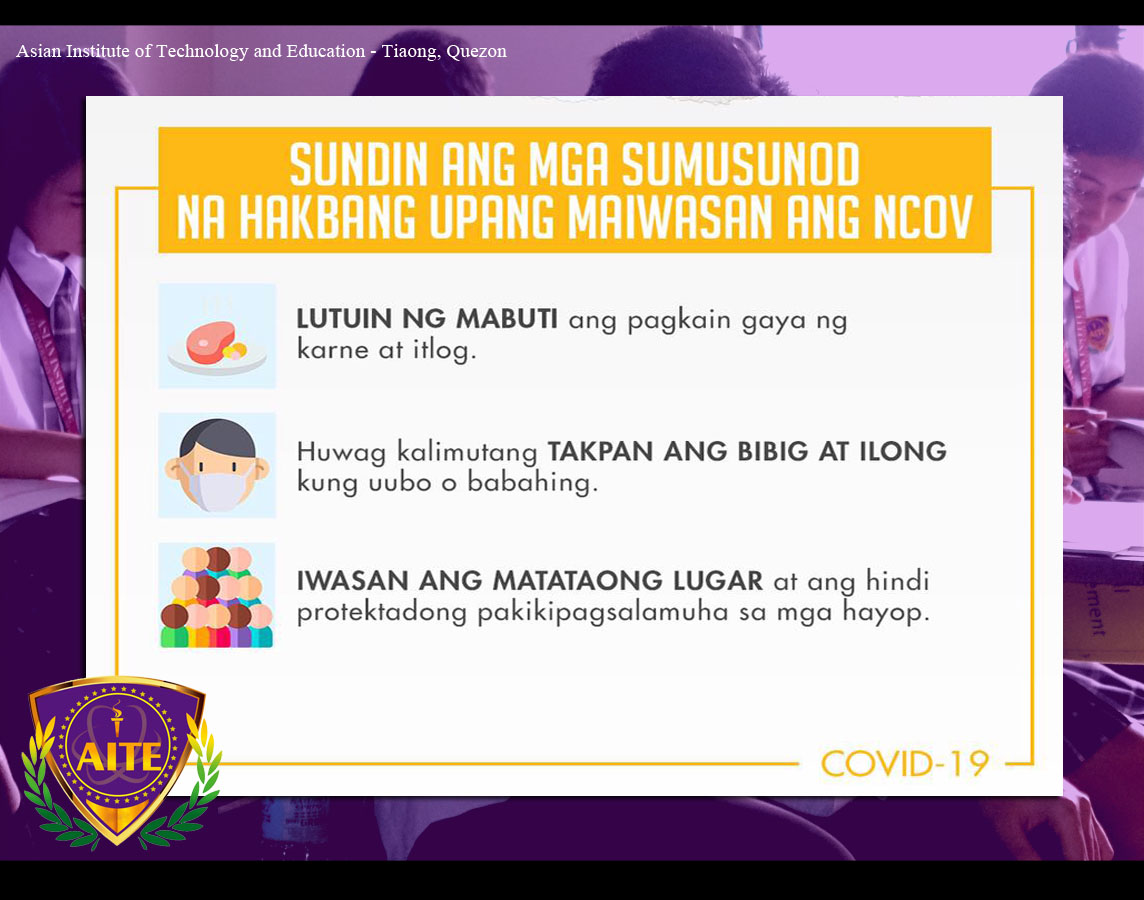 Asian Institute of Technology and Education - Tiaong, Quezon
SUNDIN ANG MGA SUMUSUNOD
NA HAKBANG UPANG MAIWASAN ANG NCOV
LUTUIN NG MABUTI ang pagkain gaya ng
karne at itlog.
Huwag kalimutang TAKPAN ANG BIBIG AT ILONG
kung uubo o babahing.
IWASAN ANG MATATAONG LUGAR at ang hindi
protektadong pakikipagsalamuha sa mga hayop.
COVID-19
AITE